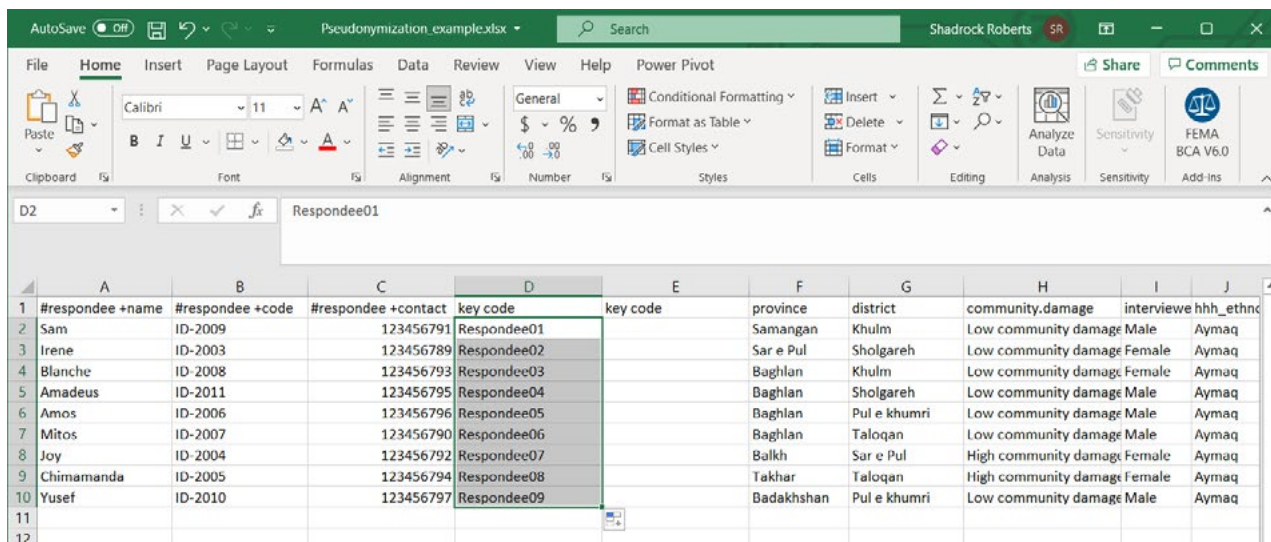 AutoSave Off Pseudonymization_example.xlsx Search Shadrock Roberts SR
File Home Insert Page Layout Formulas Data Review View Help Power Pivot Share Comments
Paste Calibri 11 A^ A˅ ab General Conditional Formatting Insert Σ Analyze Data Sensitivity FEMA BCA V6.0
B I U A $ % 9 Format as Table Delete
.00 .00 Cell Styles Format
Clipboard Font Alignment Number Styles Cells Editing Analysis Sensitivity Add-ins
D2 fx Respondee01
A B C D E F G H I J
1 #respondee +name #respondee +code #respondee +contact key code key code province district community.damage interviewe hhh_ethno
2 Sam ID-2009 123456791 Respondee01 Samangan Khulm Low community damage Male Aymaq
3 Irene ID-2003 123456789 Respondee02 Sar e Pul Sholgareh Low community damage Female Aymaq
4 Blanche ID-2008 123456793 Respondee03 Baghlan Khulm Low community damage Female Aymaq
5 Amadeus ID-2011 123456795 Respondee04 Baghlan Sholgareh Low community damage Male Aymaq
6 Amos ID-2006 123456796 Respondee05 Baghlan Pul e khumri Low community damage Male Aymaq
7 Mitos ID-2007 123456790 Respondee06 Baghlan Taloqan Low community damage Male Aymaq
8 Joy ID-2004 123456792 Respondee07 Balkh Sar e Pul High community damage Female Aymaq
9 Chimamanda ID-2005 123456794 Respondee08 Takhar Taloqan High community damage Female Aymaq
10 Yusef ID-2010 123456797 Respondee09 Badakhshan Pul e khumri Low community damage Male Aymaq
11
12